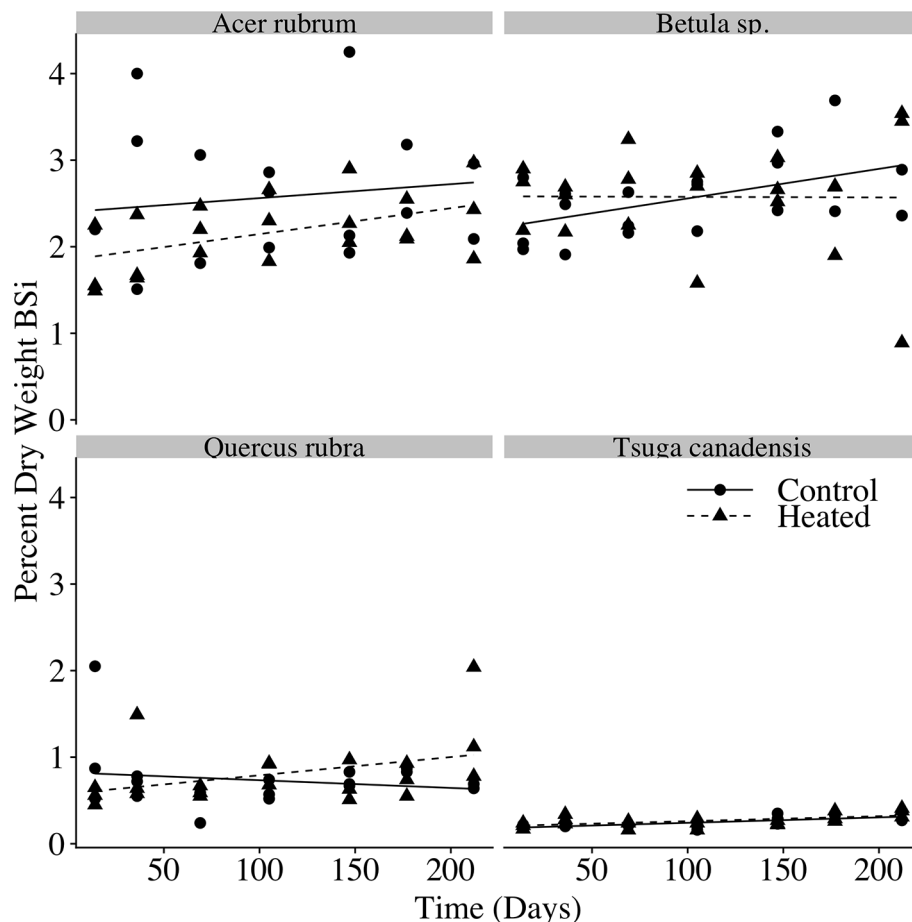 Acer rubrum
Betula sp.
4
3
2
1
0
Quercus rubra
Tsuga canadensis
4
3
2
1
0
Control
Heated
50
100
150
200
50
100
150
200
Time (Days)
Percent Dry Weight BSi